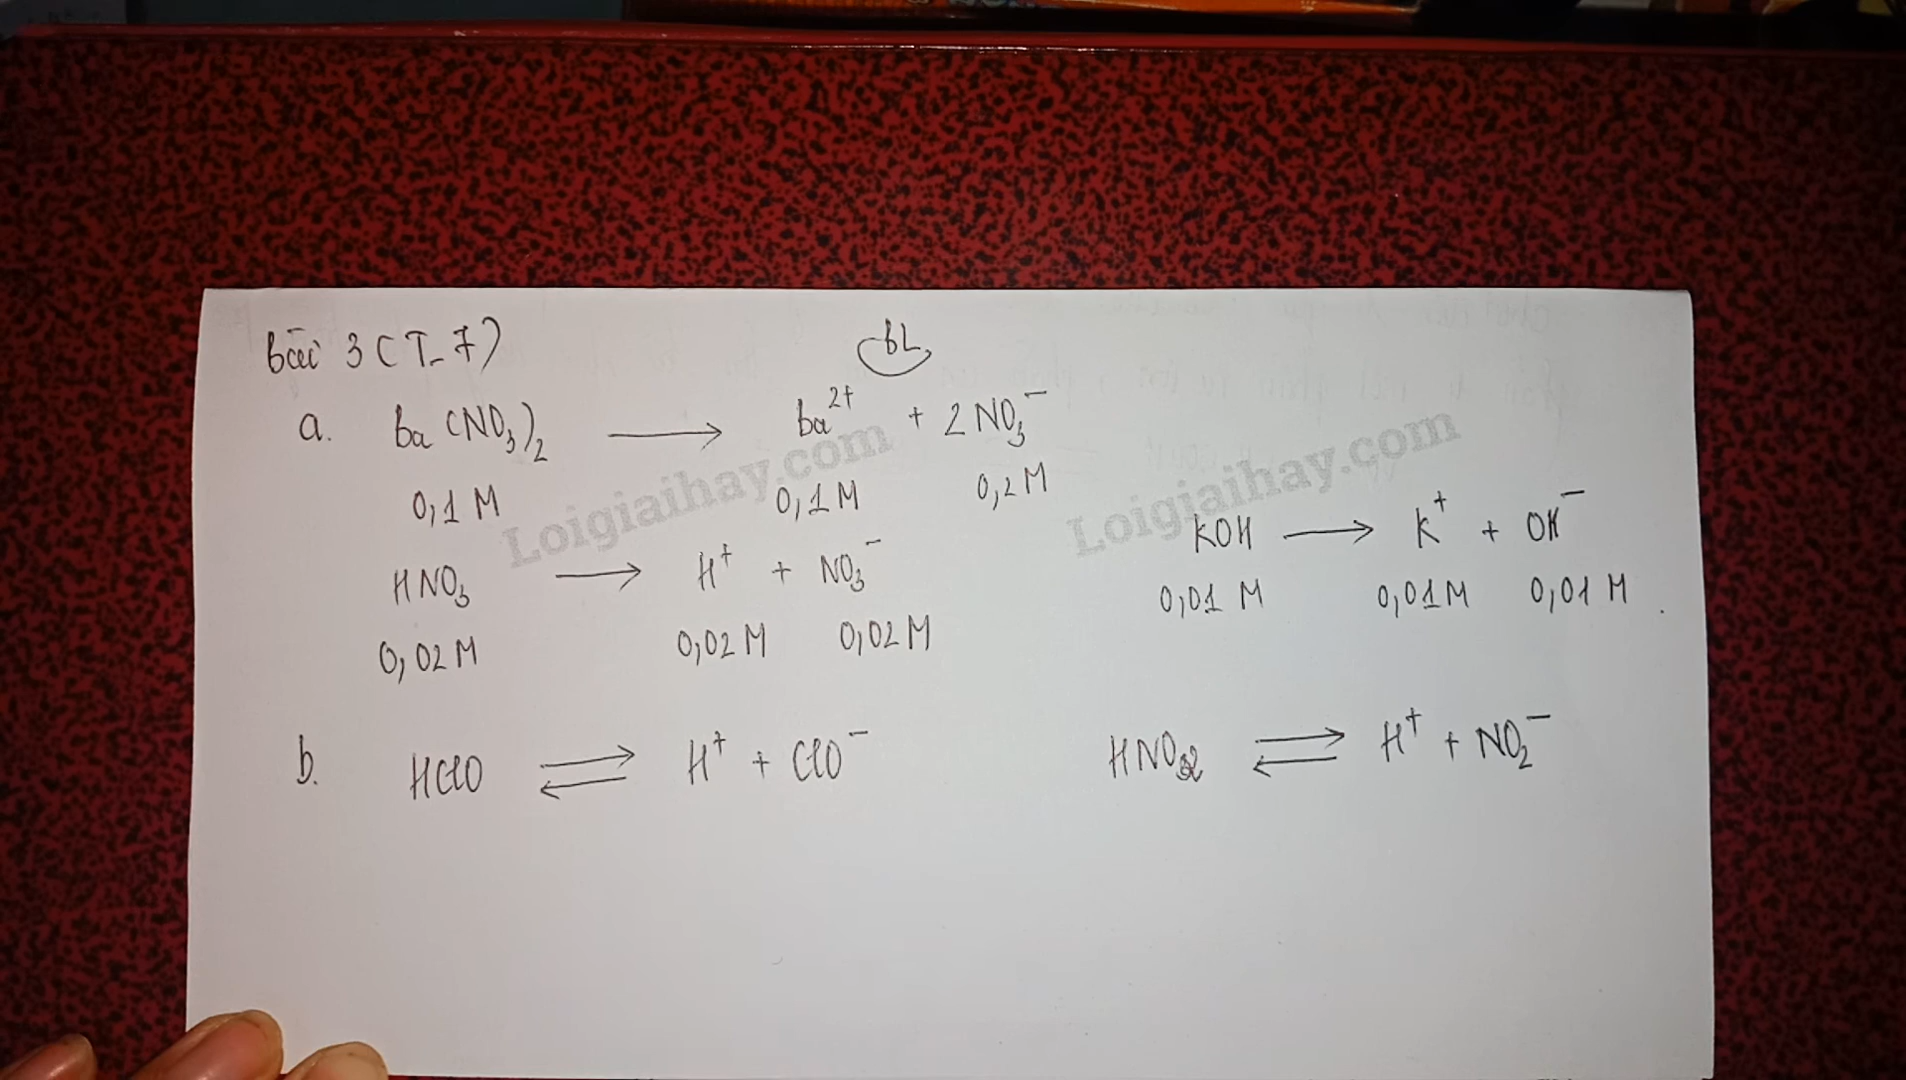 bài 3 (T-7)
bL
a. Ba(NO₃)₂ ⟶ Ba²⁺ + 2NO₃⁻
0,1 M 0,1 M 0,2 M
HNO₃ ⟶ H⁺ + NO₃⁻
0,02 M 0,02 M 0,02 M
KOH ⟶ K⁺ + OH⁻
0,01 M 0,01 M 0,01 M.
b. HClO ⇌ H⁺ + ClO⁻
HNO₂ ⇌ H⁺ + NO₂⁻
Loigiaihay.com
Loigiaihay.com